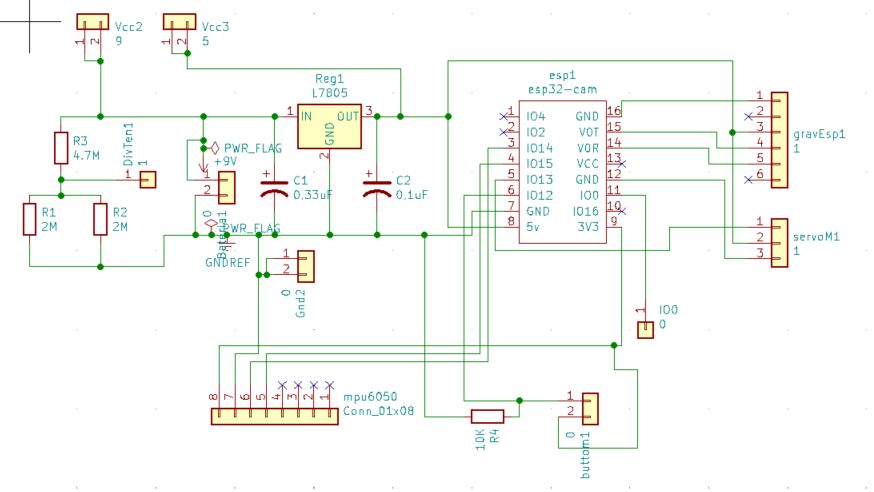 Vcc2
9
1
2
Vcc3
5
1
2
Reg1
L7805
1 IN OUT 3
GND
2
esp1
esp32-cam
1 IO4 GND 16
2 IO2 VOT 15
3 IO14 VOR 14
4 IO15 VCC 13
5 IO13 GND 12
6 IO12 IO0 11
7 GND IO16 10
8 5v 3V3 9
1
2
3
4
5
6
gravEsp1
1
1
2
3
servoM1
1
R3
4.7M
DivTen1
1
1
PWR_FLAG
+9V
1
2
Bateria1
0
PWR_FLAG
GNDREF
R1
2M
R2
2M
C1
0.33uF
C2
0.1uF
1
2
Gnd2
0
1
IO0
0
8 7 6 5 4 3 2 1
mpu6050
Conn_01x08
10K
R4
1
2
buttom1
0